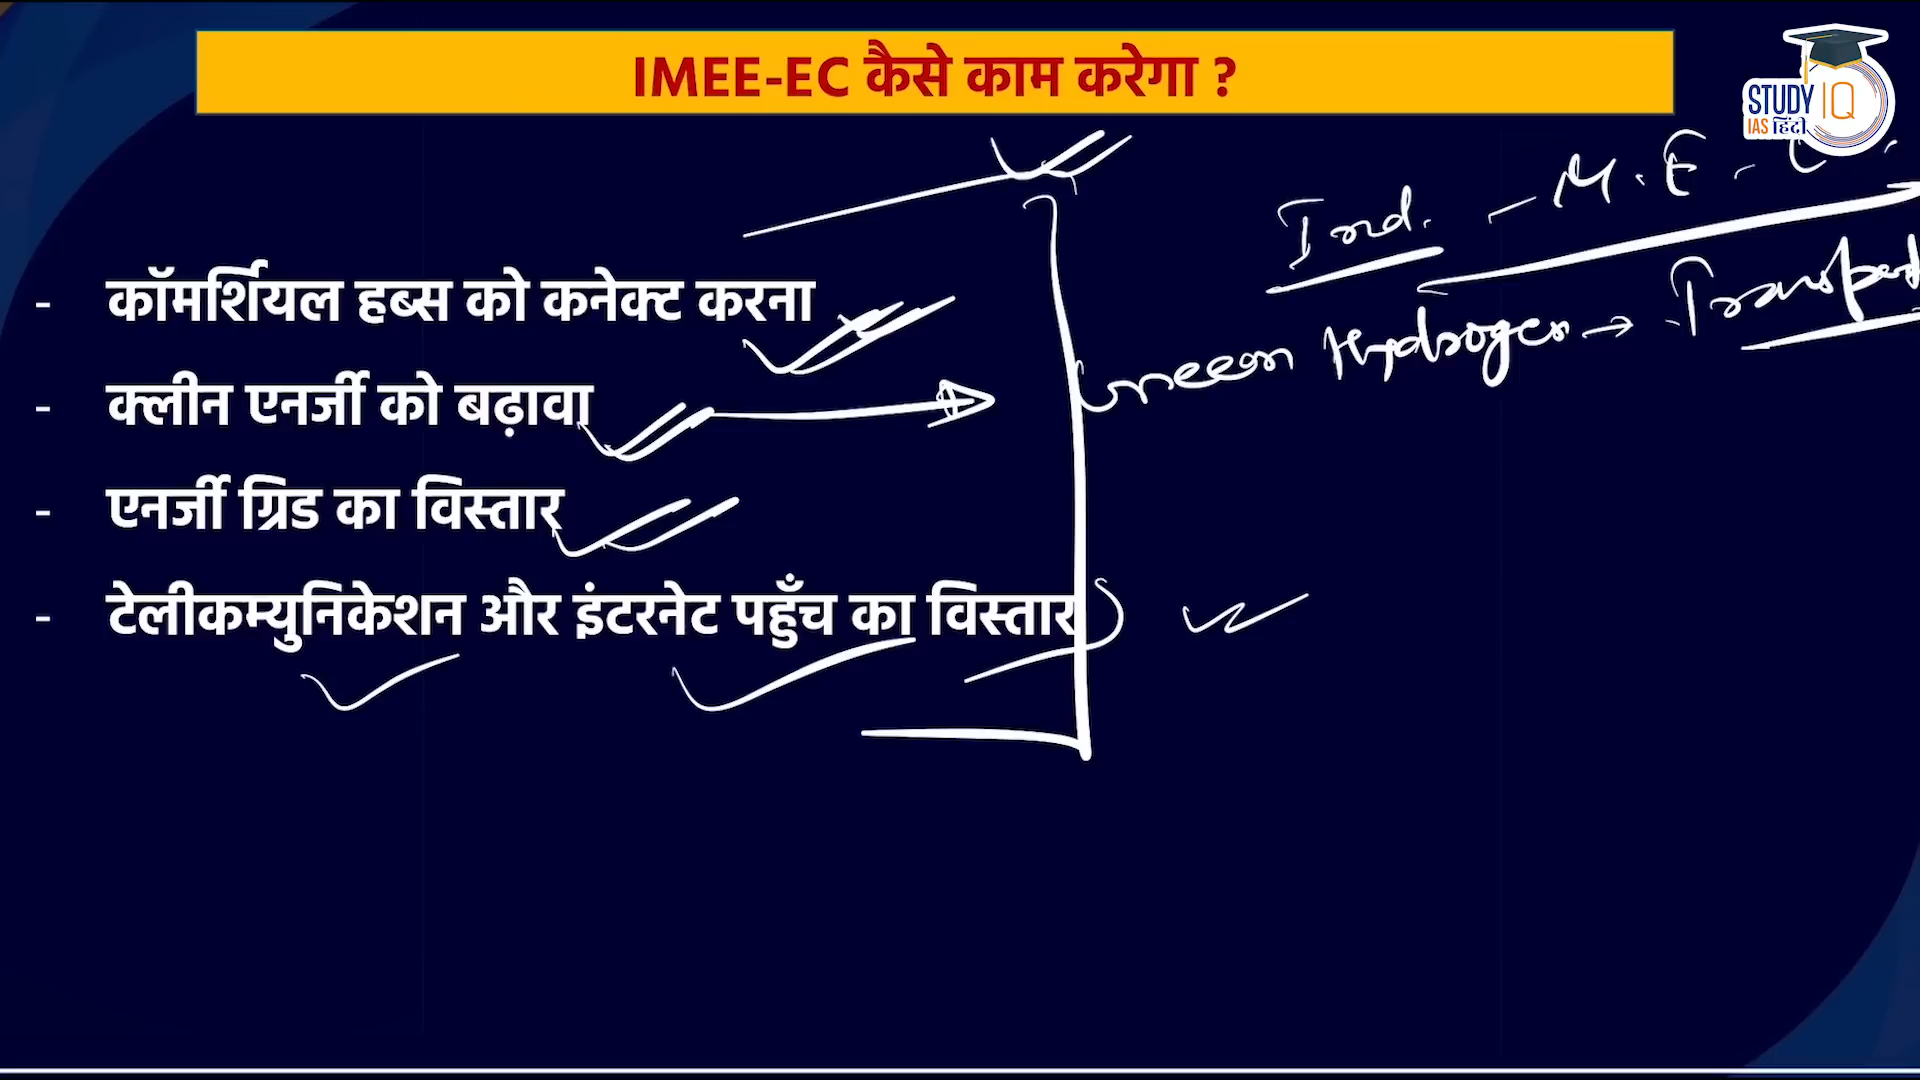 IMEE-EC कैसे काम करेगा ?
STUDY IQ
IAS हिंदी
Ind. - M.E. - E.
- कॉमर्शियल हब्स को कनेक्ट करना
Green Hydrogen → Transport
- क्लीन एनर्जी को बढ़ावा
- एनर्जी ग्रिड का विस्तार
- टेलीकम्युनिकेशन और इंटरनेट पहुँच का विस्तार